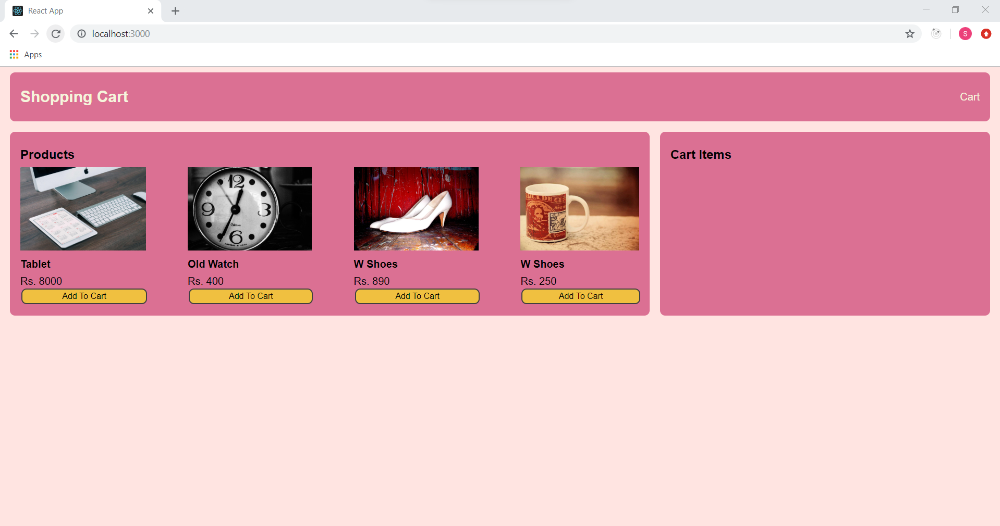 React App
localhost:3000
S
Apps
Shopping Cart
Cart
Products
Cart Items
12
9
3
6
CUBA
Tablet
Old Watch
W Shoes
W Shoes
Rs. 8000
Rs. 400
Rs. 890
Rs. 250
Add To Cart
Add To Cart
Add To Cart
Add To Cart